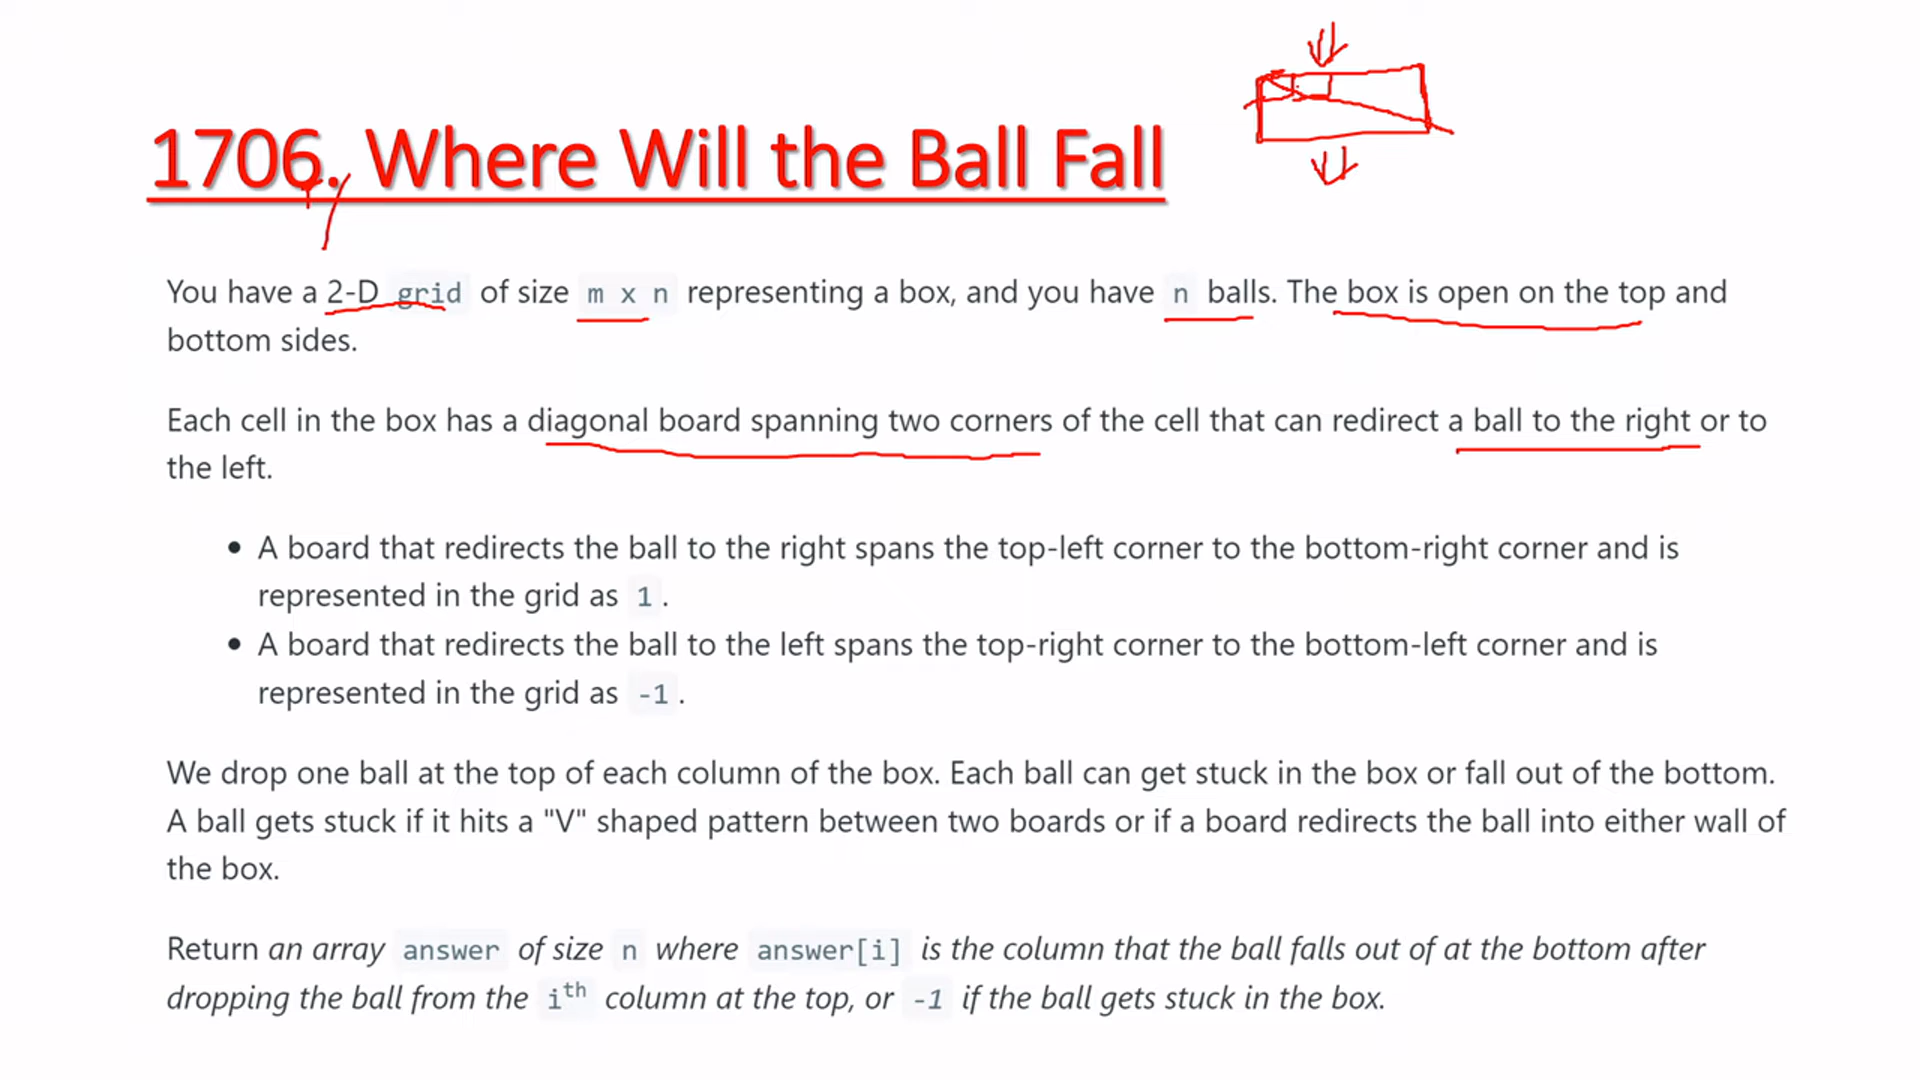 1706. Where Will the Ball Fall
You have a 2-D grid of size m x n representing a box, and you have n balls. The box is open on the top and
bottom sides.
Each cell in the box has a diagonal board spanning two corners of the cell that can redirect a ball to the right or to
the left.
• A board that redirects the ball to the right spans the top-left corner to the bottom-right corner and is
represented in the grid as 1.
• A board that redirects the ball to the left spans the top-right corner to the bottom-left corner and is
represented in the grid as -1.
We drop one ball at the top of each column of the box. Each ball can get stuck in the box or fall out of the bottom.
A ball gets stuck if it hits a "V" shaped pattern between two boards or if a board redirects the ball into either wall of
the box.
Return an array answer of size n where answer[i] is the column that the ball falls out of at the bottom after
dropping the ball from the ith column at the top, or -1 if the ball gets stuck in the box.